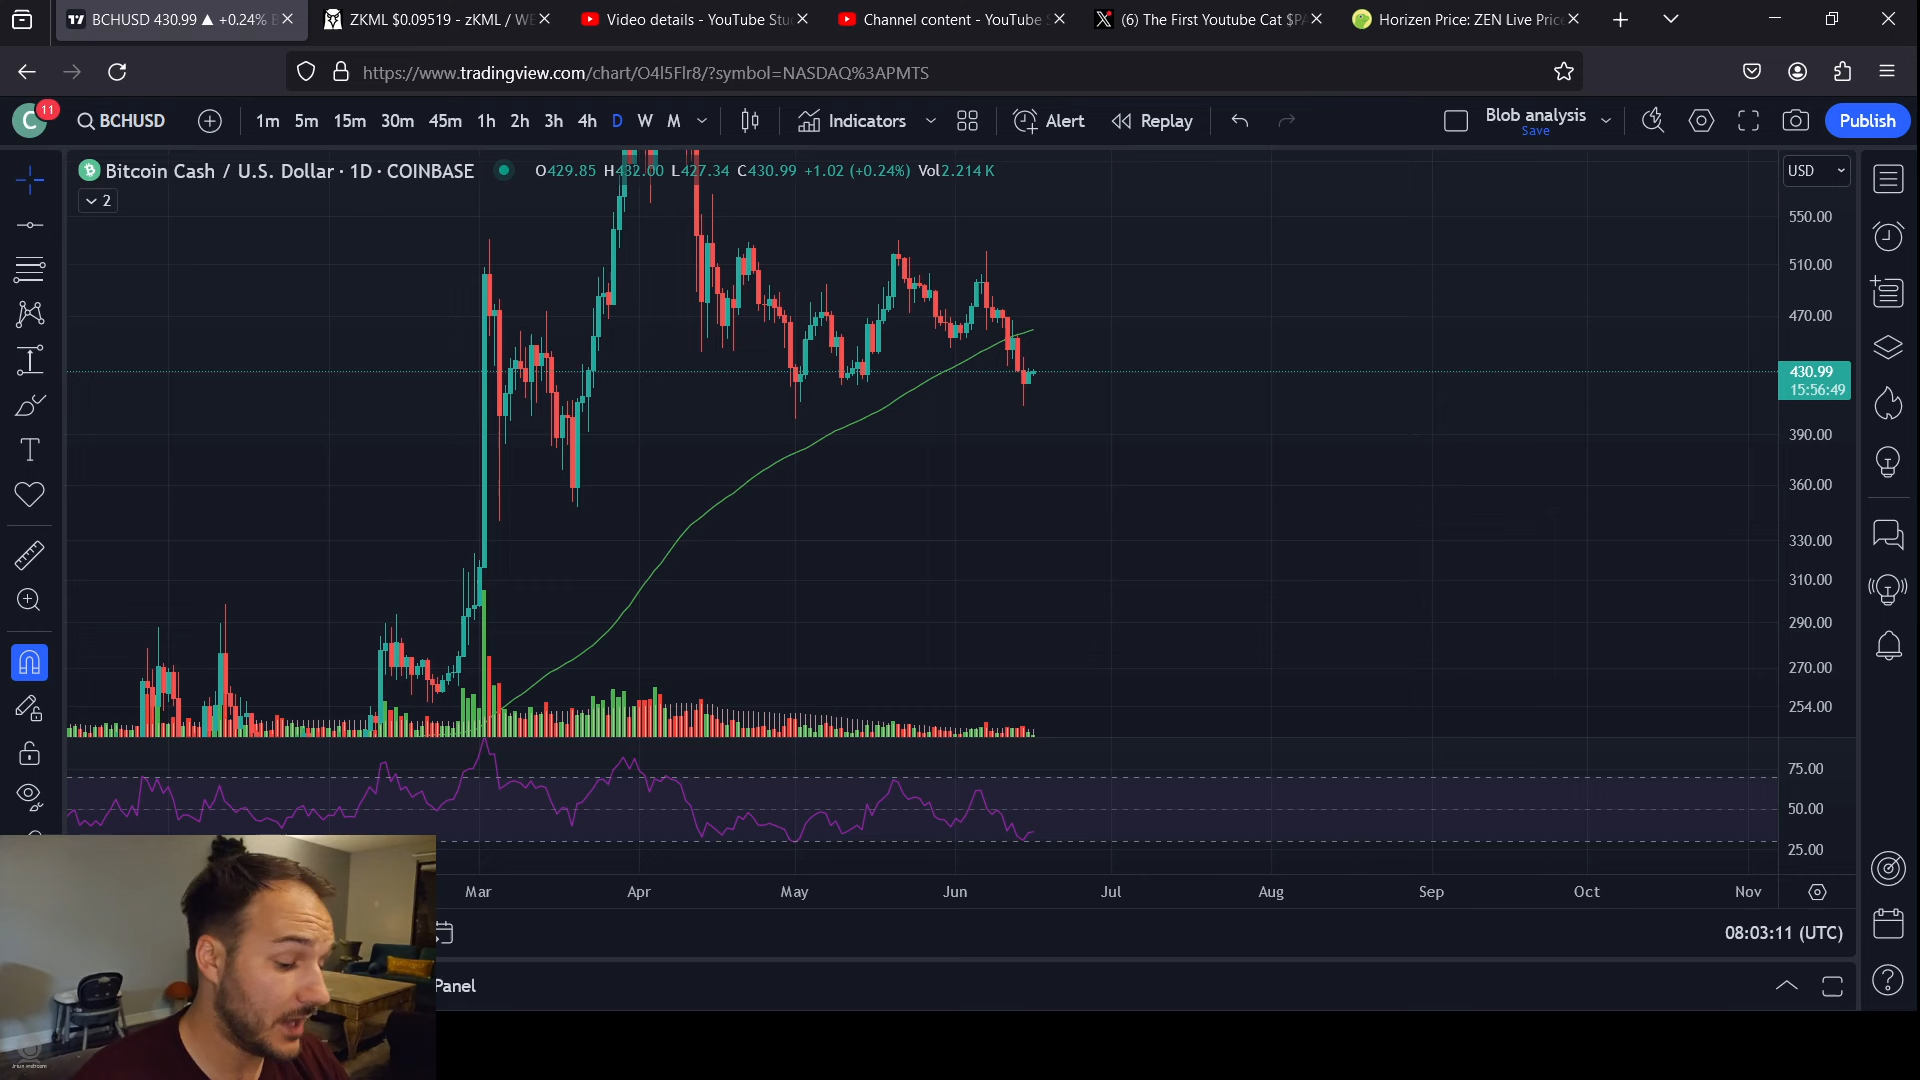 BCHUSD 430.99 ▲ +0.24%
ZKML $0.09519 - zKML / WE
Video details - YouTube Stu
Channel content - YouTube S
(6) The First Youtube Cat $PA
Horizen Price: ZEN Live Price
https://www.tradingview.com/chart/O4l5Flr8/?symbol=NASDAQ%3APMTS
C 11 BCHUSD 1m 5m 15m 30m 45m 1h 2h 3h 4h D W M Indicators Alert Replay Blob analysis Publish
Save
Bitcoin Cash / U.S. Dollar · 1D · COINBASE O429.85 H432.00 L427.34 C430.99 +1.02 (+0.24%) Vol2.214 K USD
2
550.00
510.00
470.00
430.99
15:56:49
390.00
360.00
330.00
310.00
290.00
270.00
254.00
75.00
50.00
25.00
Mar Apr May Jun Jul Aug Sep Oct Nov
08:03:11 (UTC)
Panel